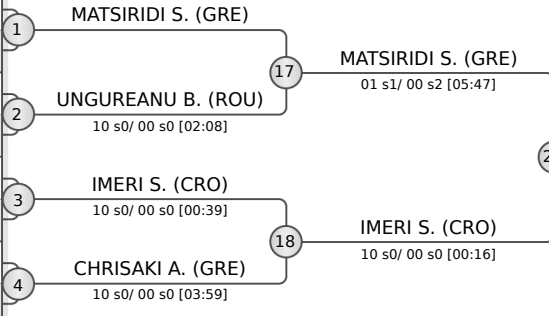 1
MATSIRIDI S. (GRE)
17
MATSIRIDI S. (GRE)
01 s1/ 00 s2 [05:47]
2
UNGUREANU B. (ROU)
10 s0/ 00 s0 [02:08]
3
IMERI S. (CRO)
10 s0/ 00 s0 [00:39]
18
IMERI S. (CRO)
10 s0/ 00 s0 [00:16]
4
CHRISAKI A. (GRE)
10 s0/ 00 s0 [03:59]